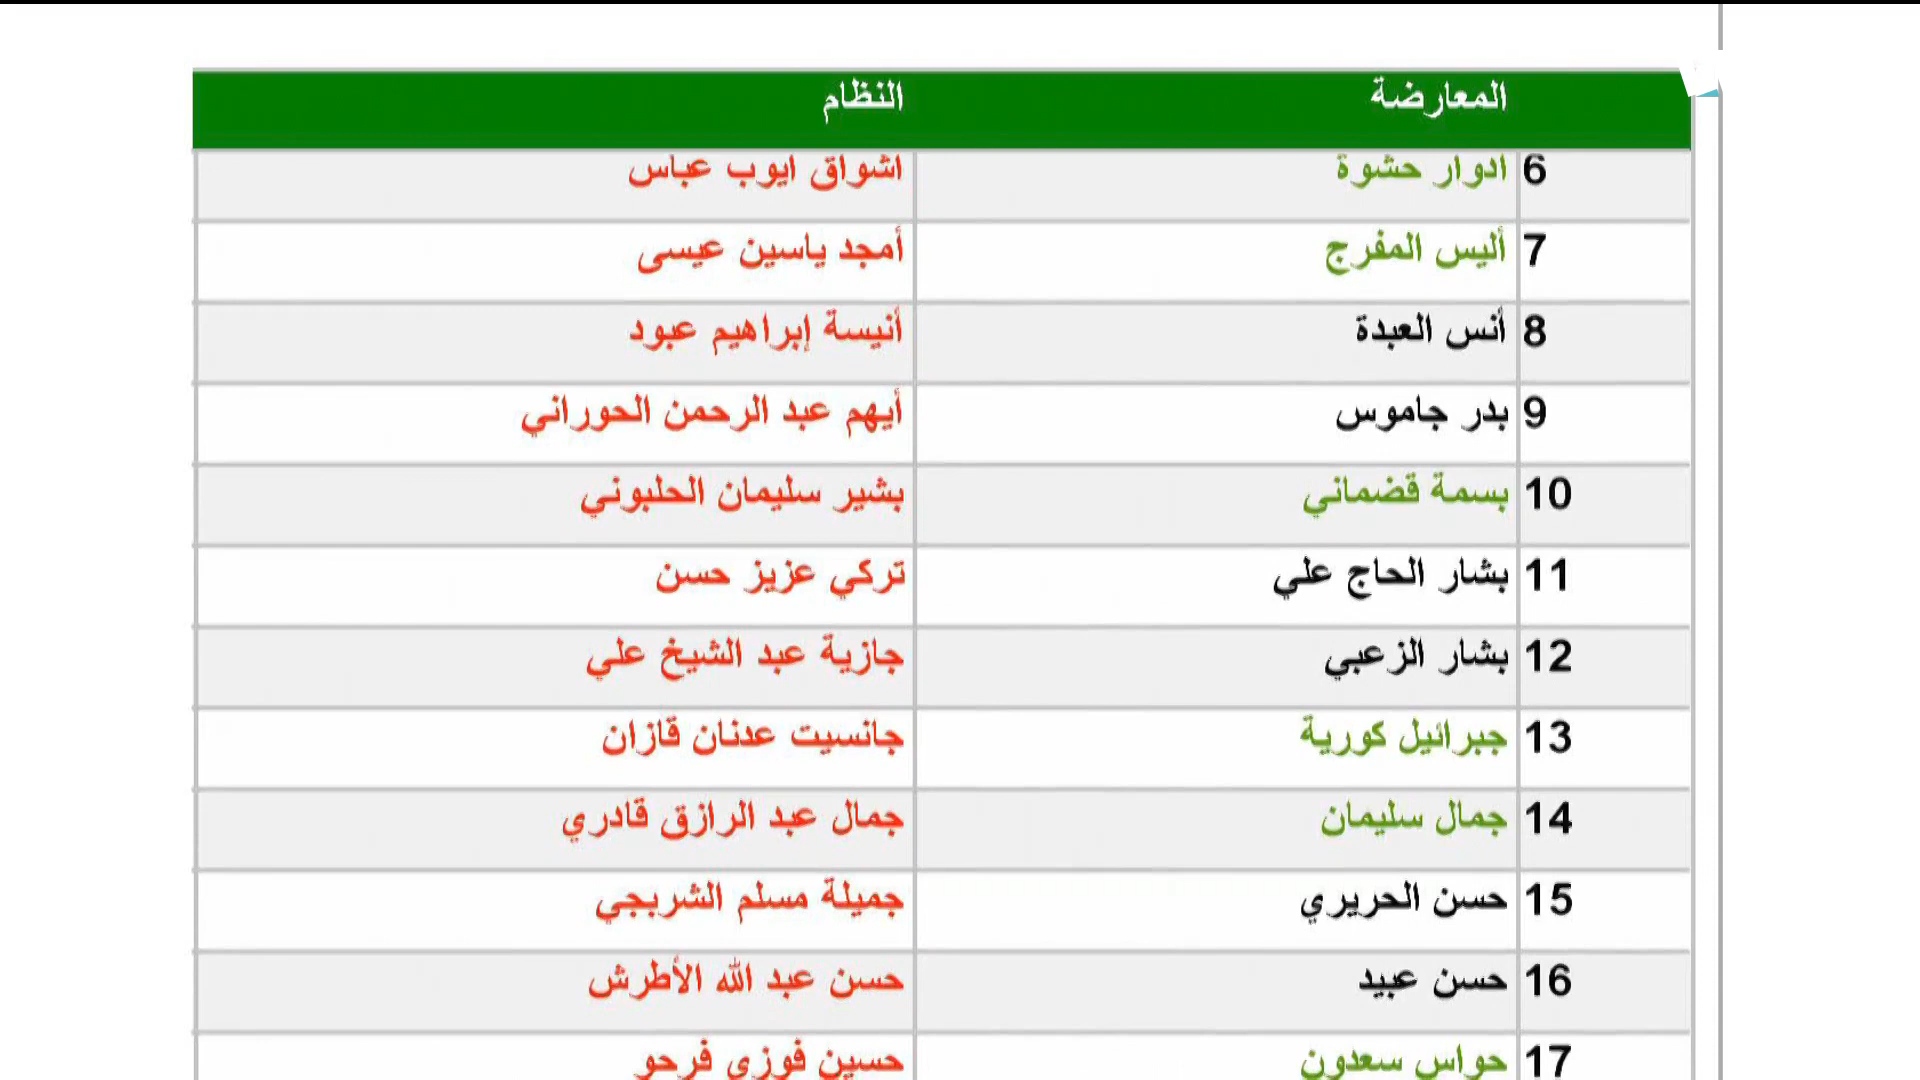 المعارضة النظام
6 ادوار حشوة اشواق ايوب عباس
7 أليس المفرج أمجد ياسين عيسى
8 أنس العبدة أنيسة إبراهيم عبود
9 بدر جاموس أيهم عبد الرحمن الحوراني
10 بسمة قضماني بشير سليمان الحلبوني
11 بشار الحاج علي تركي عزيز حسن
12 بشار الزعبي جازية عبد الشيخ علي
13 جبرائيل كورية جانسيت عدنان قازان
14 جمال سليمان جمال عبد الرازق قادري
15 حسن الحريري جميلة مسلم الشربجي
16 حسن عبيد حسن عبد الله الأطرش
17 حواس سعدون حسين فوزي فرحو